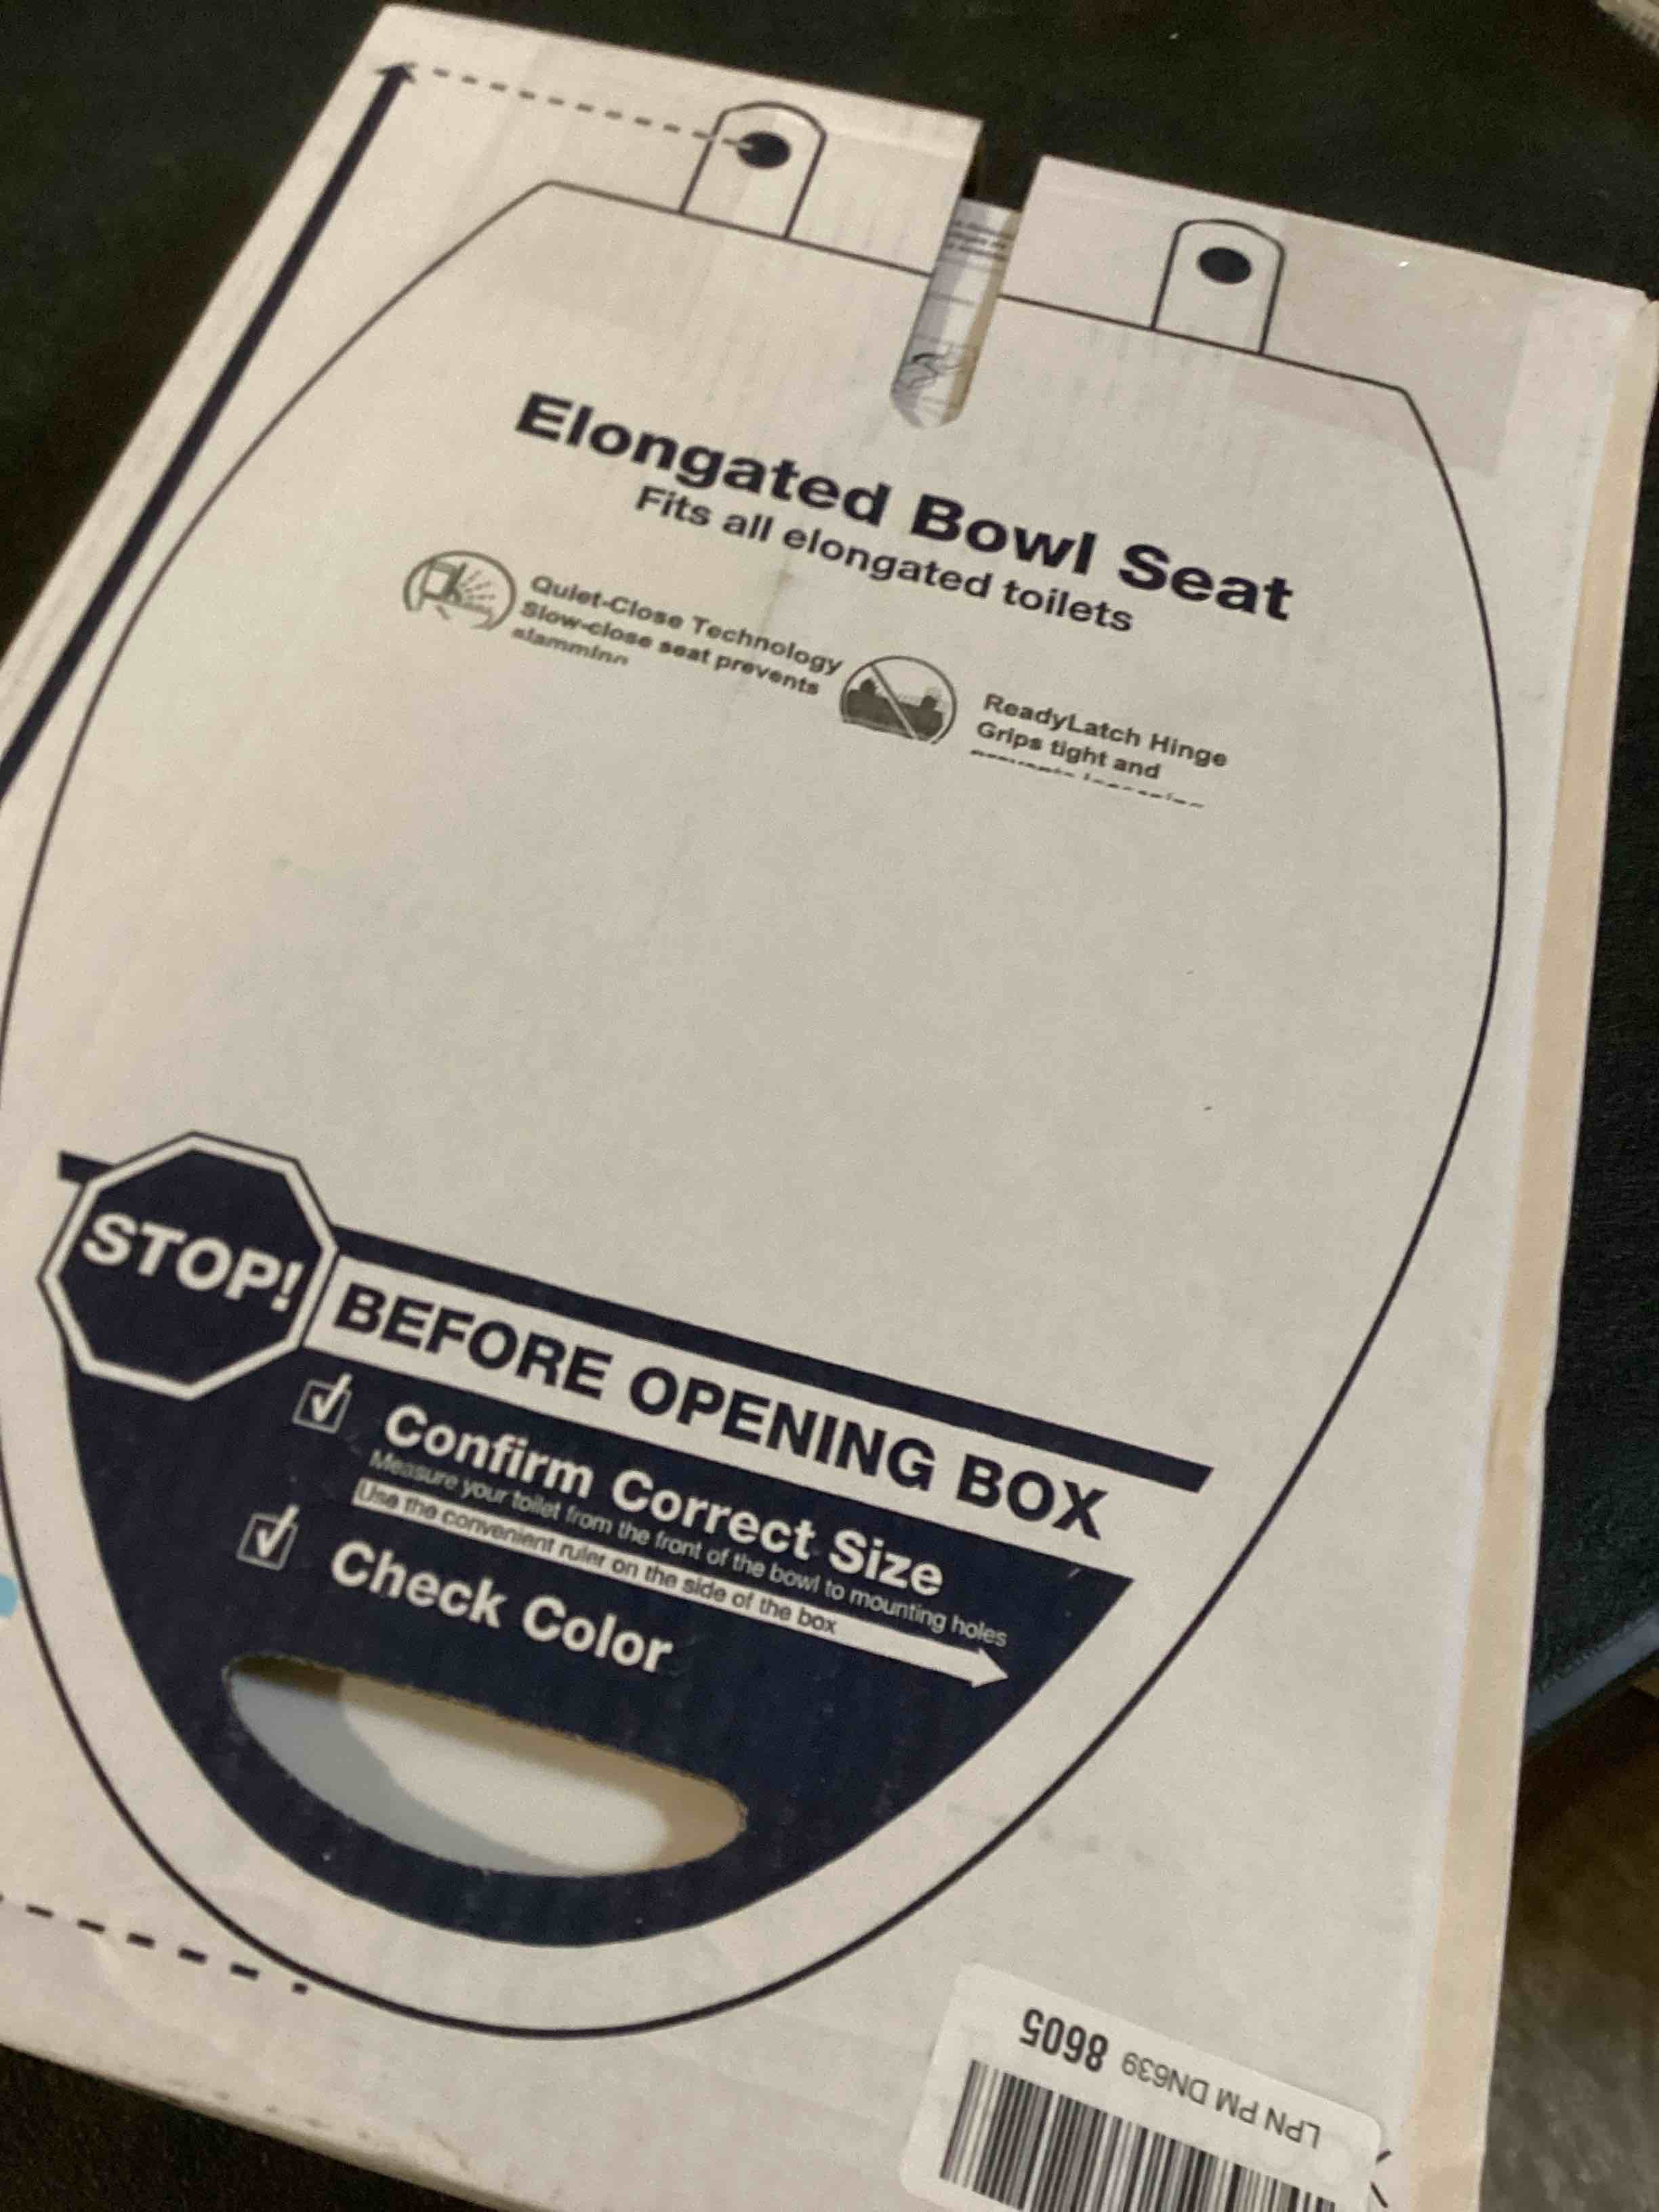 Elongated Bowl Seat
Fits all elongated toilets
Quiet-Close Technology
Slow-close seat prevents
ReadyLatch Hinge
Grips tight and
STOP!
BEFORE OPENING BOX
Confirm Correct Size
Measure your toilet from the front of the bowl to mounting holes
Use the convenient ruler on the side of the box
Check Color
LPN PM DN639 8605